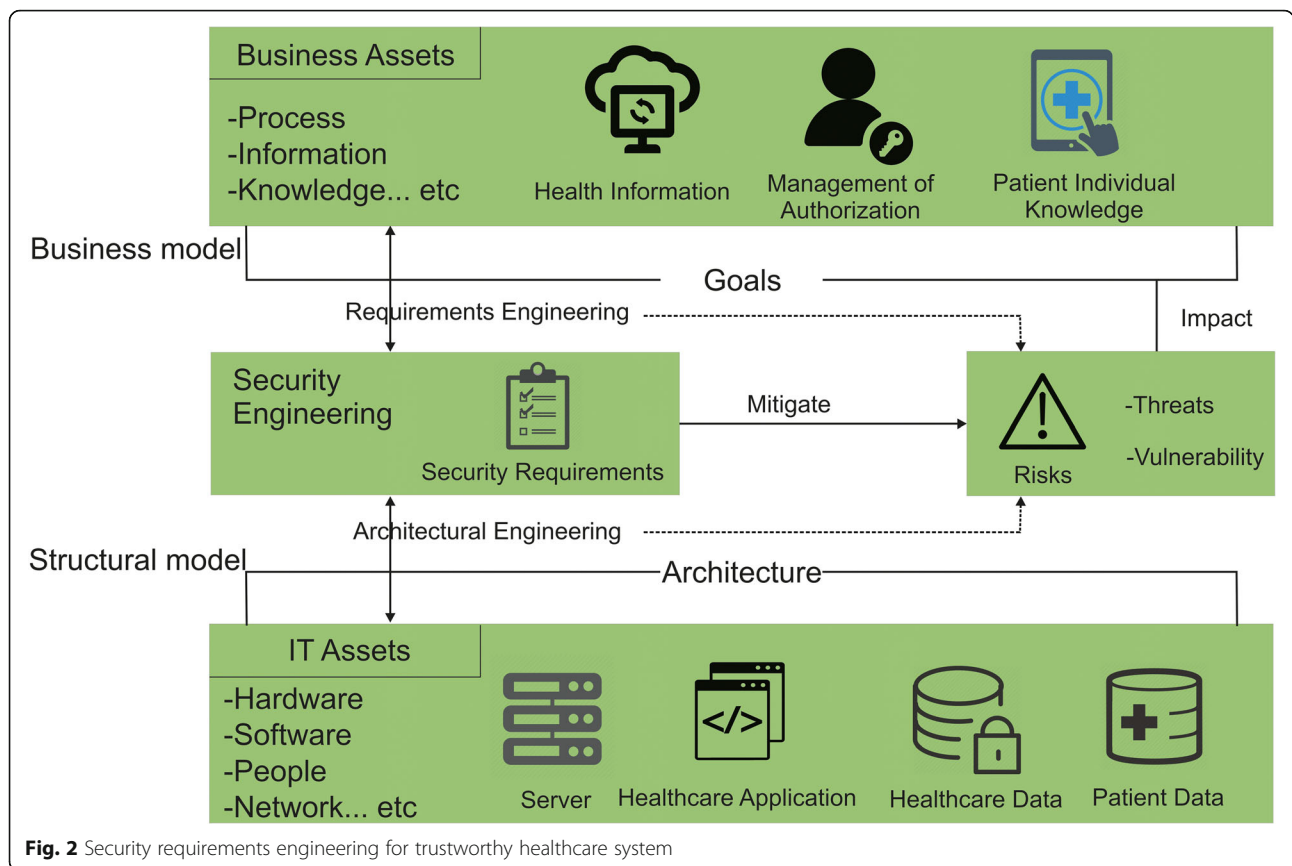 Business Assets
-Process
-Information
-Knowledge... etc
Health Information
Management of
Authorization
Patient Individual
Knowledge
Business model
Goals
Requirements Engineering
Impact
Security
Engineering
Security Requirements
Mitigate
Risks
-Threats
-Vulnerability
Architectural Engineering
Structural model
Architecture
IT Assets
-Hardware
-Software
-People
-Network... etc
Server
Healthcare Application
</>
Healthcare Data
Patient Data
Fig. 2 Security requirements engineering for trustworthy healthcare system